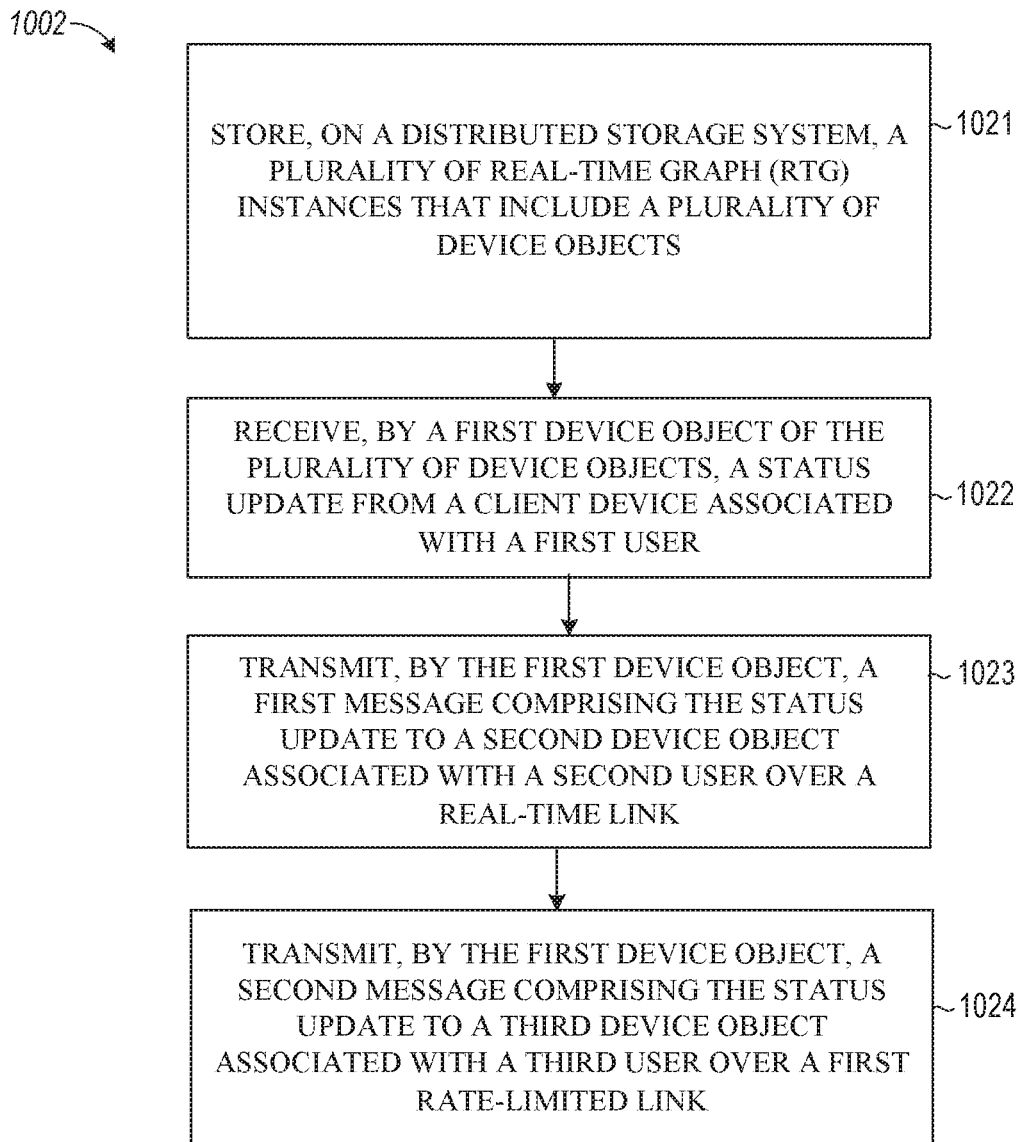 1002
STORE, ON A DISTRIBUTED STORAGE SYSTEM, A
PLURALITY OF REAL-TIME GRAPH (RTG)
INSTANCES THAT INCLUDE A PLURALITY OF
DEVICE OBJECTS
1021
RECEIVE, BY A FIRST DEVICE OBJECT OF THE
PLURALITY OF DEVICE OBJECTS, A STATUS
UPDATE FROM A CLIENT DEVICE ASSOCIATED
WITH A FIRST USER
1022
TRANSMIT, BY THE FIRST DEVICE OBJECT, A
FIRST MESSAGE COMPRISING THE STATUS
UPDATE TO A SECOND DEVICE OBJECT
ASSOCIATED WITH A SECOND USER OVER A
REAL-TIME LINK
1023
TRANSMIT, BY THE FIRST DEVICE OBJECT, A
SECOND MESSAGE COMPRISING THE STATUS
UPDATE TO A THIRD DEVICE OBJECT
ASSOCIATED WITH A THIRD USER OVER A FIRST
RATE-LIMITED LINK
1024